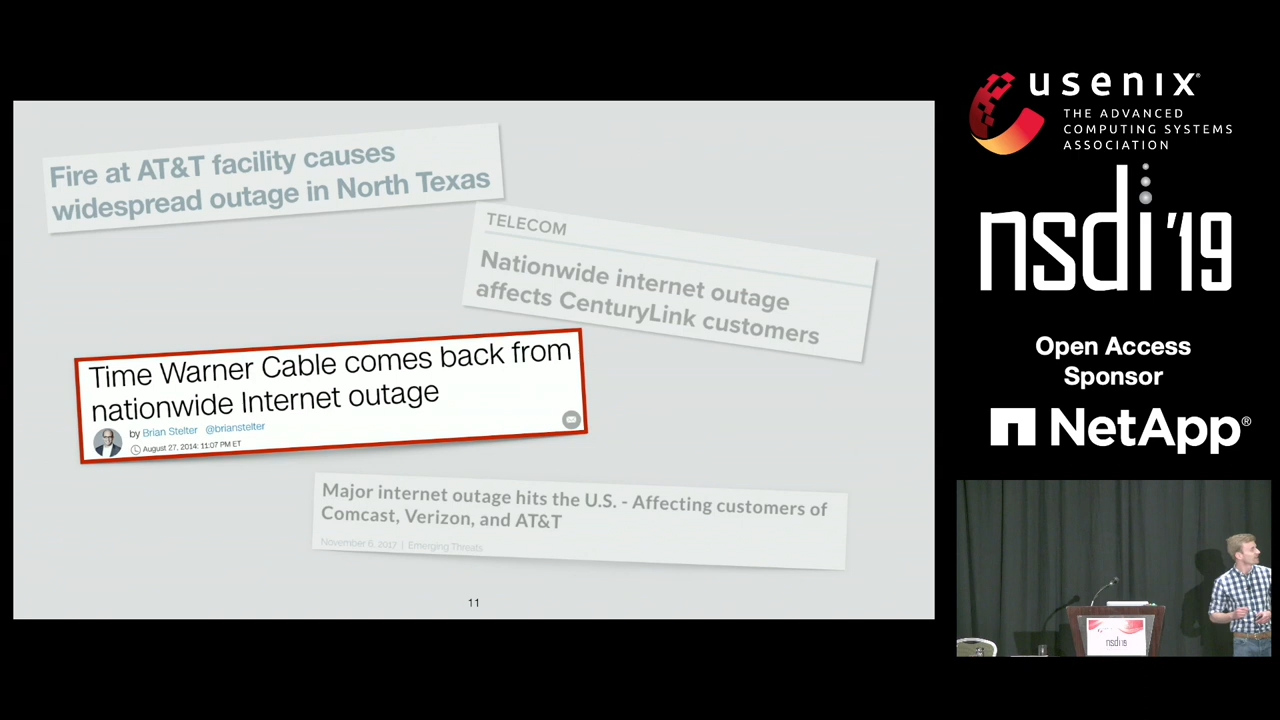 Fire at AT&T facility causes
widespread outage in North Texas
TELECOM
Nationwide internet outage
affects CenturyLink customers
Time Warner Cable comes back from
nationwide Internet outage
by Brian Stelter @brianstelter
August 27, 2014: 11:07 PM ET
Major internet outage hits the U.S. - Affecting customers of
Comcast, Verizon, and AT&T
November 6, 2017 | Emerging Threats
11
usenix®
THE ADVANCED
COMPUTING SYSTEMS
ASSOCIATION
nsdi '19
Open Access
Sponsor
NetApp®
nsdi'19